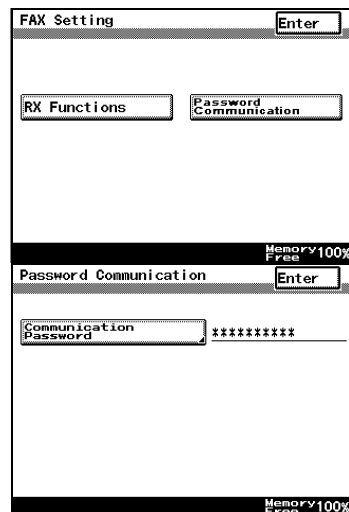 FAX Setting
Enter
RX Functions
Password
Communication
Memory
Free 100%
Password Communication
Enter
Communication
Password
**********
Memory
Free 100%